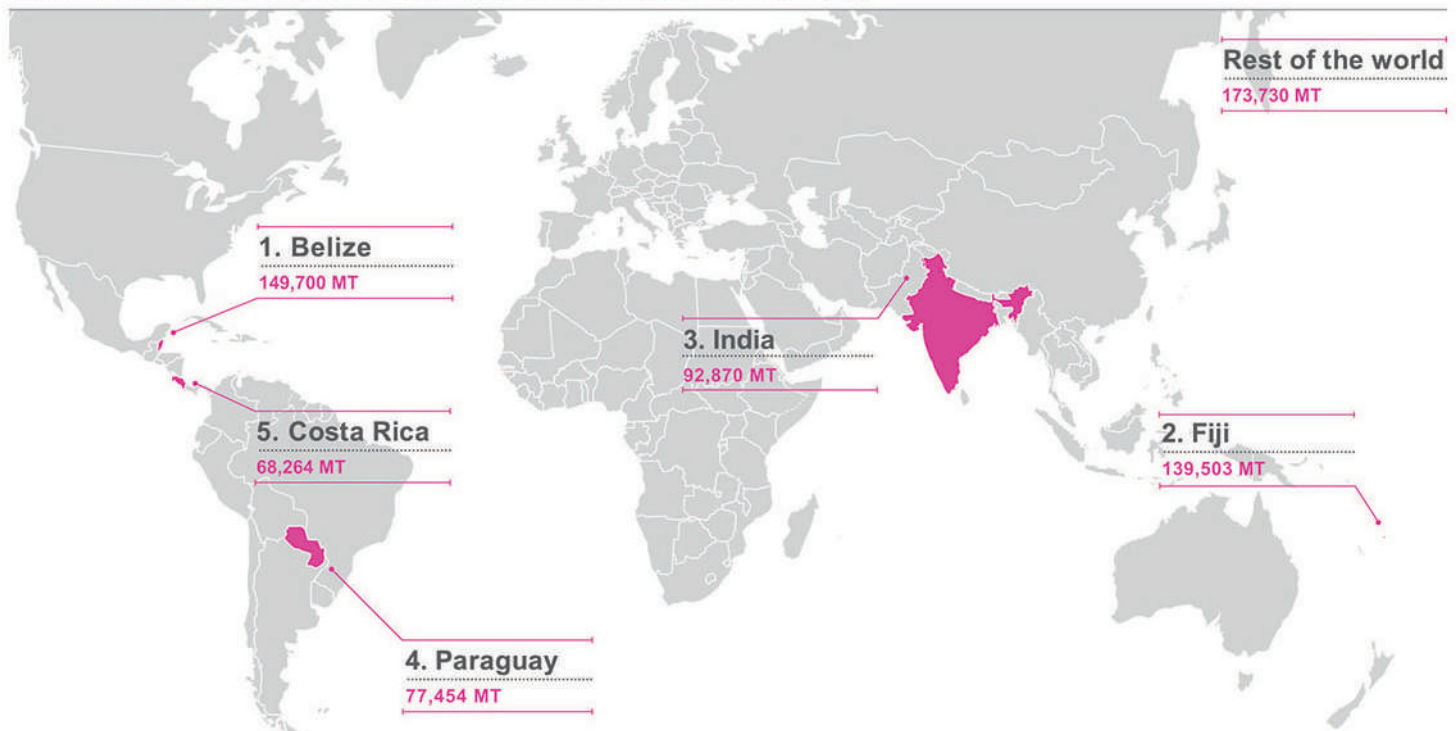 Rest of the world
173,730 MT
1. Belize
149,700 MT
3. India
92,870 MT
5. Costa Rica
68,264 MT
2. Fiji
139,503 MT
4. Paraguay
77,454 MT